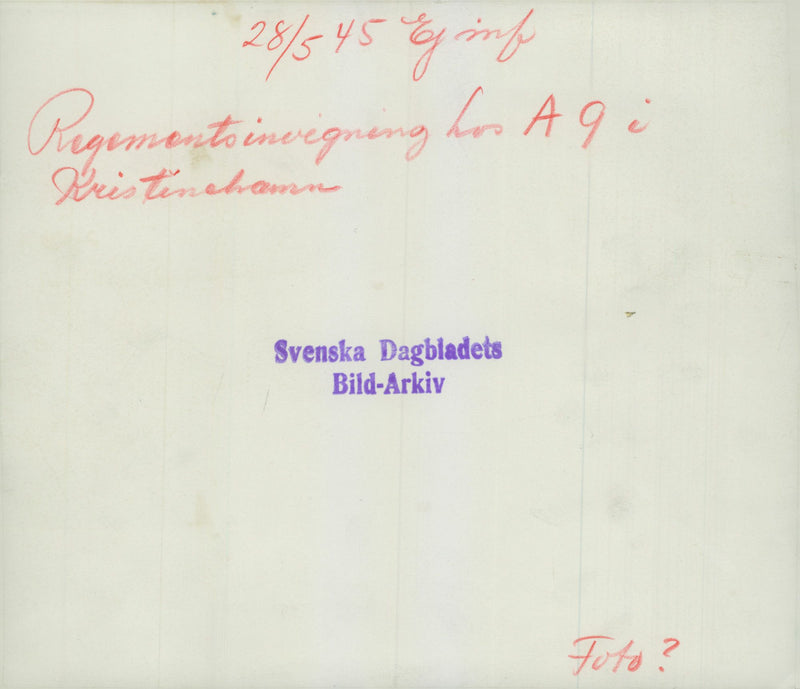 28/5 45 Ej inf
Regementsinvigning hos A 9 i
Kristinehamn
Svenska Dagbladets
Bild-Arkiv
Foto?